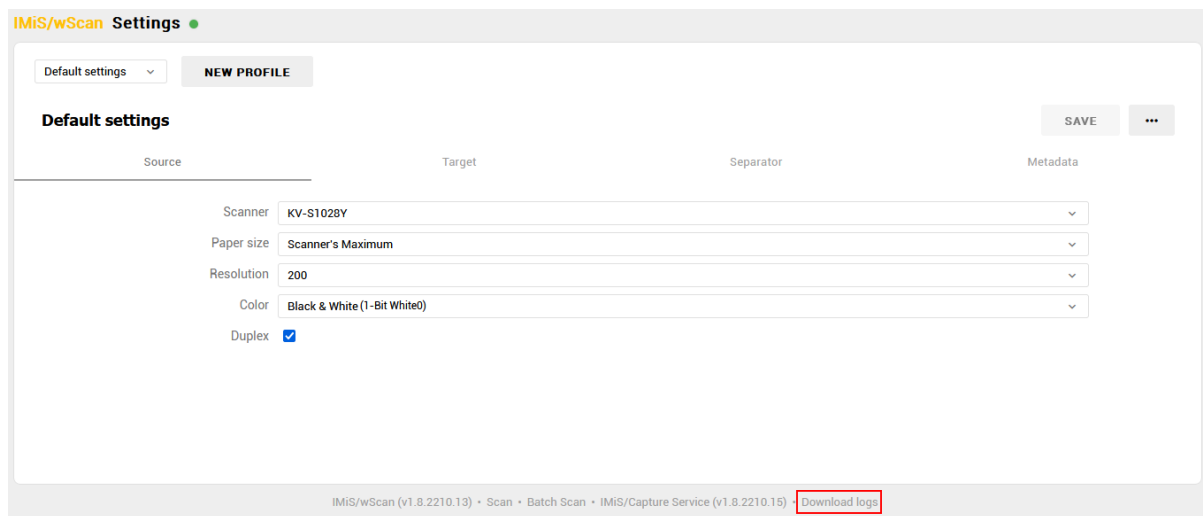 IMiS/wScan Settings
Default settings NEW PROFILE
Default settings SAVE •••
Source Target Separator Metadata
Scanner KV-S1028Y
Paper size Scanner's Maximum
Resolution 200
Color Black & White (1-Bit White0)
Duplex
IMiS/wScan (v1.8.2210.13) • Scan • Batch Scan • IMiS/Capture Service (v1.8.2210.15) • Download logs